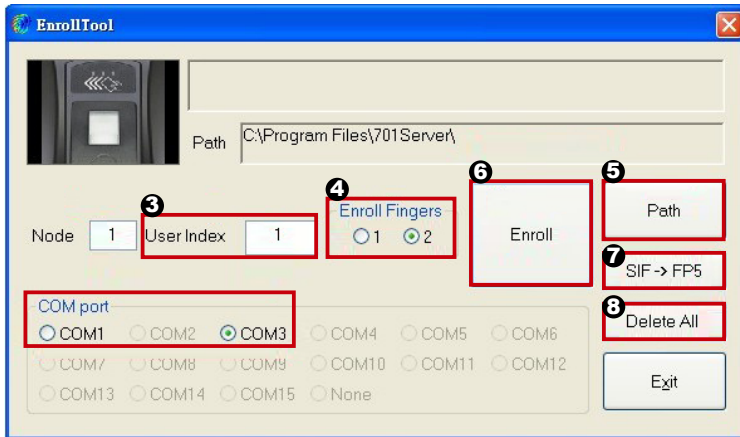 EnrollTool
Path C:\Program Files\701Server\
Node 1 3 User Index 1
4 Enroll Fingers
1 2
6 Enroll
5 Path
7 SIF -> FP5
8 Delete All
Exit
COM port
COM1 COM2 COM3 COM4 COM5 COM6
COM7 COM8 COM9 COM10 COM11 COM12
COM13 COM14 COM15 None